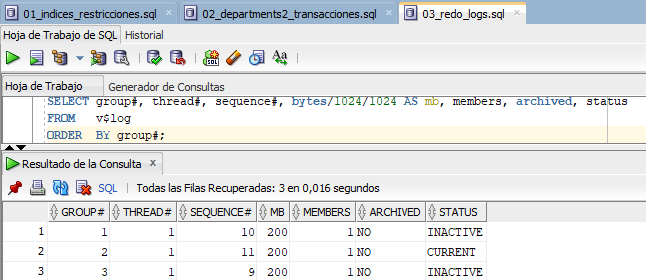 01_indices_restricciones.sql 02_departments2_transacciones.sql 03_redo_logs.sql
Hoja de Trabajo de SQL Historial
SQL Aa
Hoja de Trabajo Generador de Consultas
SELECT group#, thread#, sequence#, bytes/1024/1024 AS mb, members, archived, status
FROM v$log
ORDER BY group#;
Resultado de la Consulta x
SQL | Todas las Filas Recuperadas: 3 en 0,016 segundos
GROUP# THREAD# SEQUENCE# MB MEMBERS ARCHIVED STATUS
1 1 1 10 200 1 NO INACTIVE
2 2 1 11 200 1 NO CURRENT
3 3 1 9 200 1 NO INACTIVE